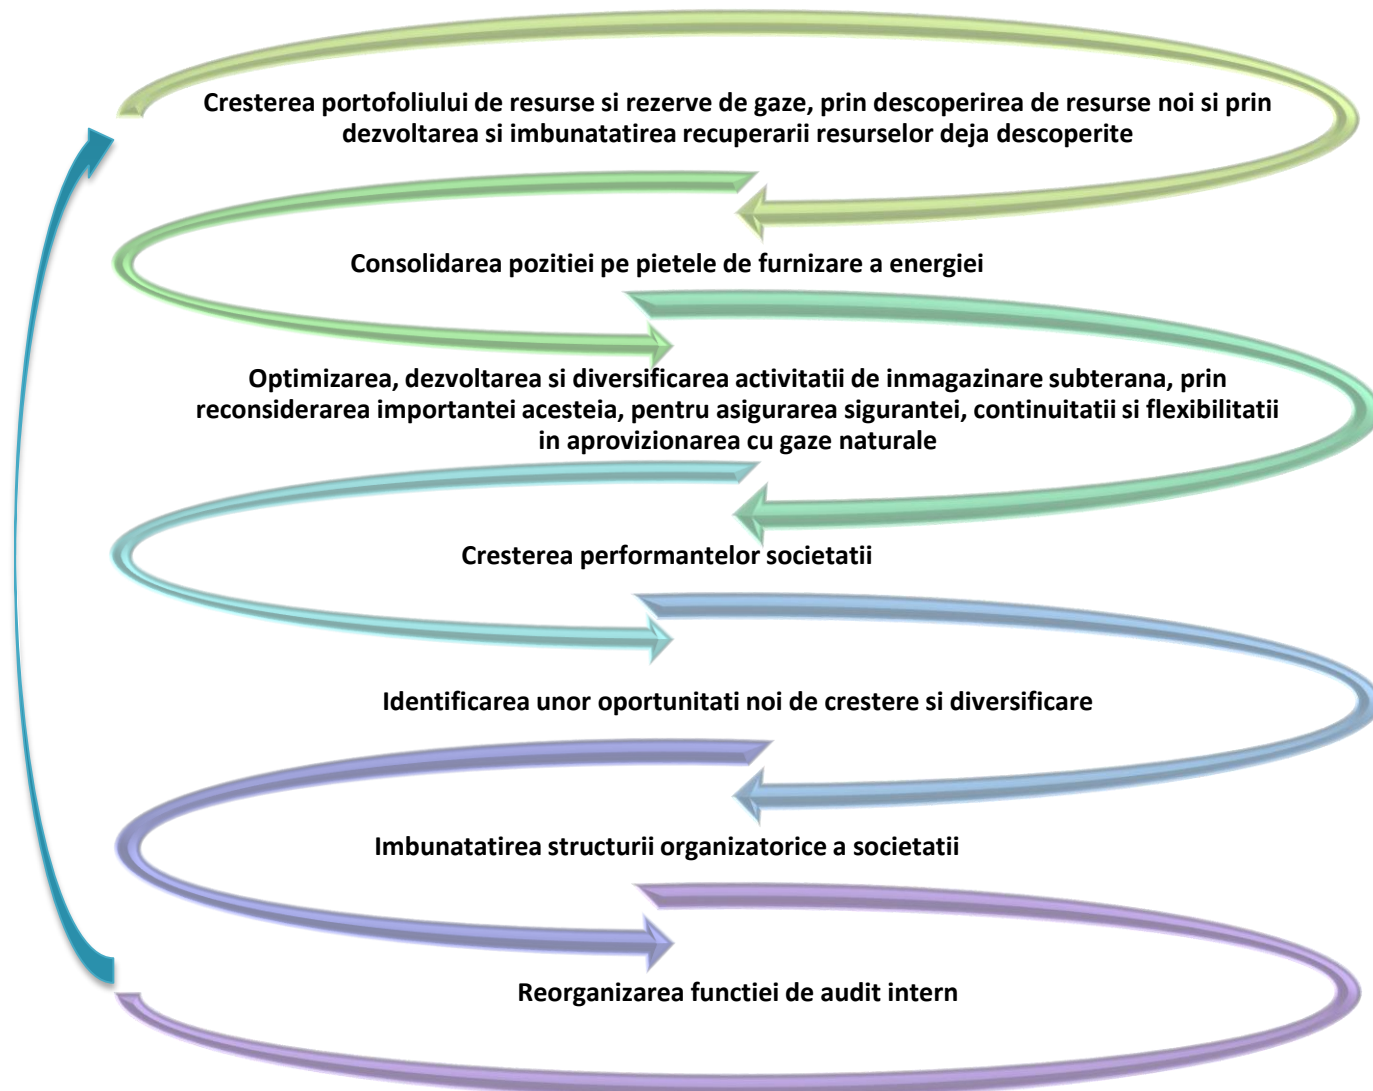 Cresterea portofoliului de resurse si rezerve de gaze, prin descoperirea de resurse noi si prin
dezvoltarea si imbunatatirea recuperarii resurselor deja descoperite
Consolidarea pozitiei pe pietele de furnizare a energiei
Optimizarea, dezvoltarea si diversificarea activitatii de inmagazinare subterana, prin
reconsiderarea importantei acesteia, pentru asigurarea sigurantei, continuitatii si flexibilitatii
in aprovizionarea cu gaze naturale
Cresterea performantelor societatii
Identificarea unor oportunitati noi de crestere si diversificare
Imbunatatirea structurii organizatorice a societatii
Reorganizarea functiei de audit intern